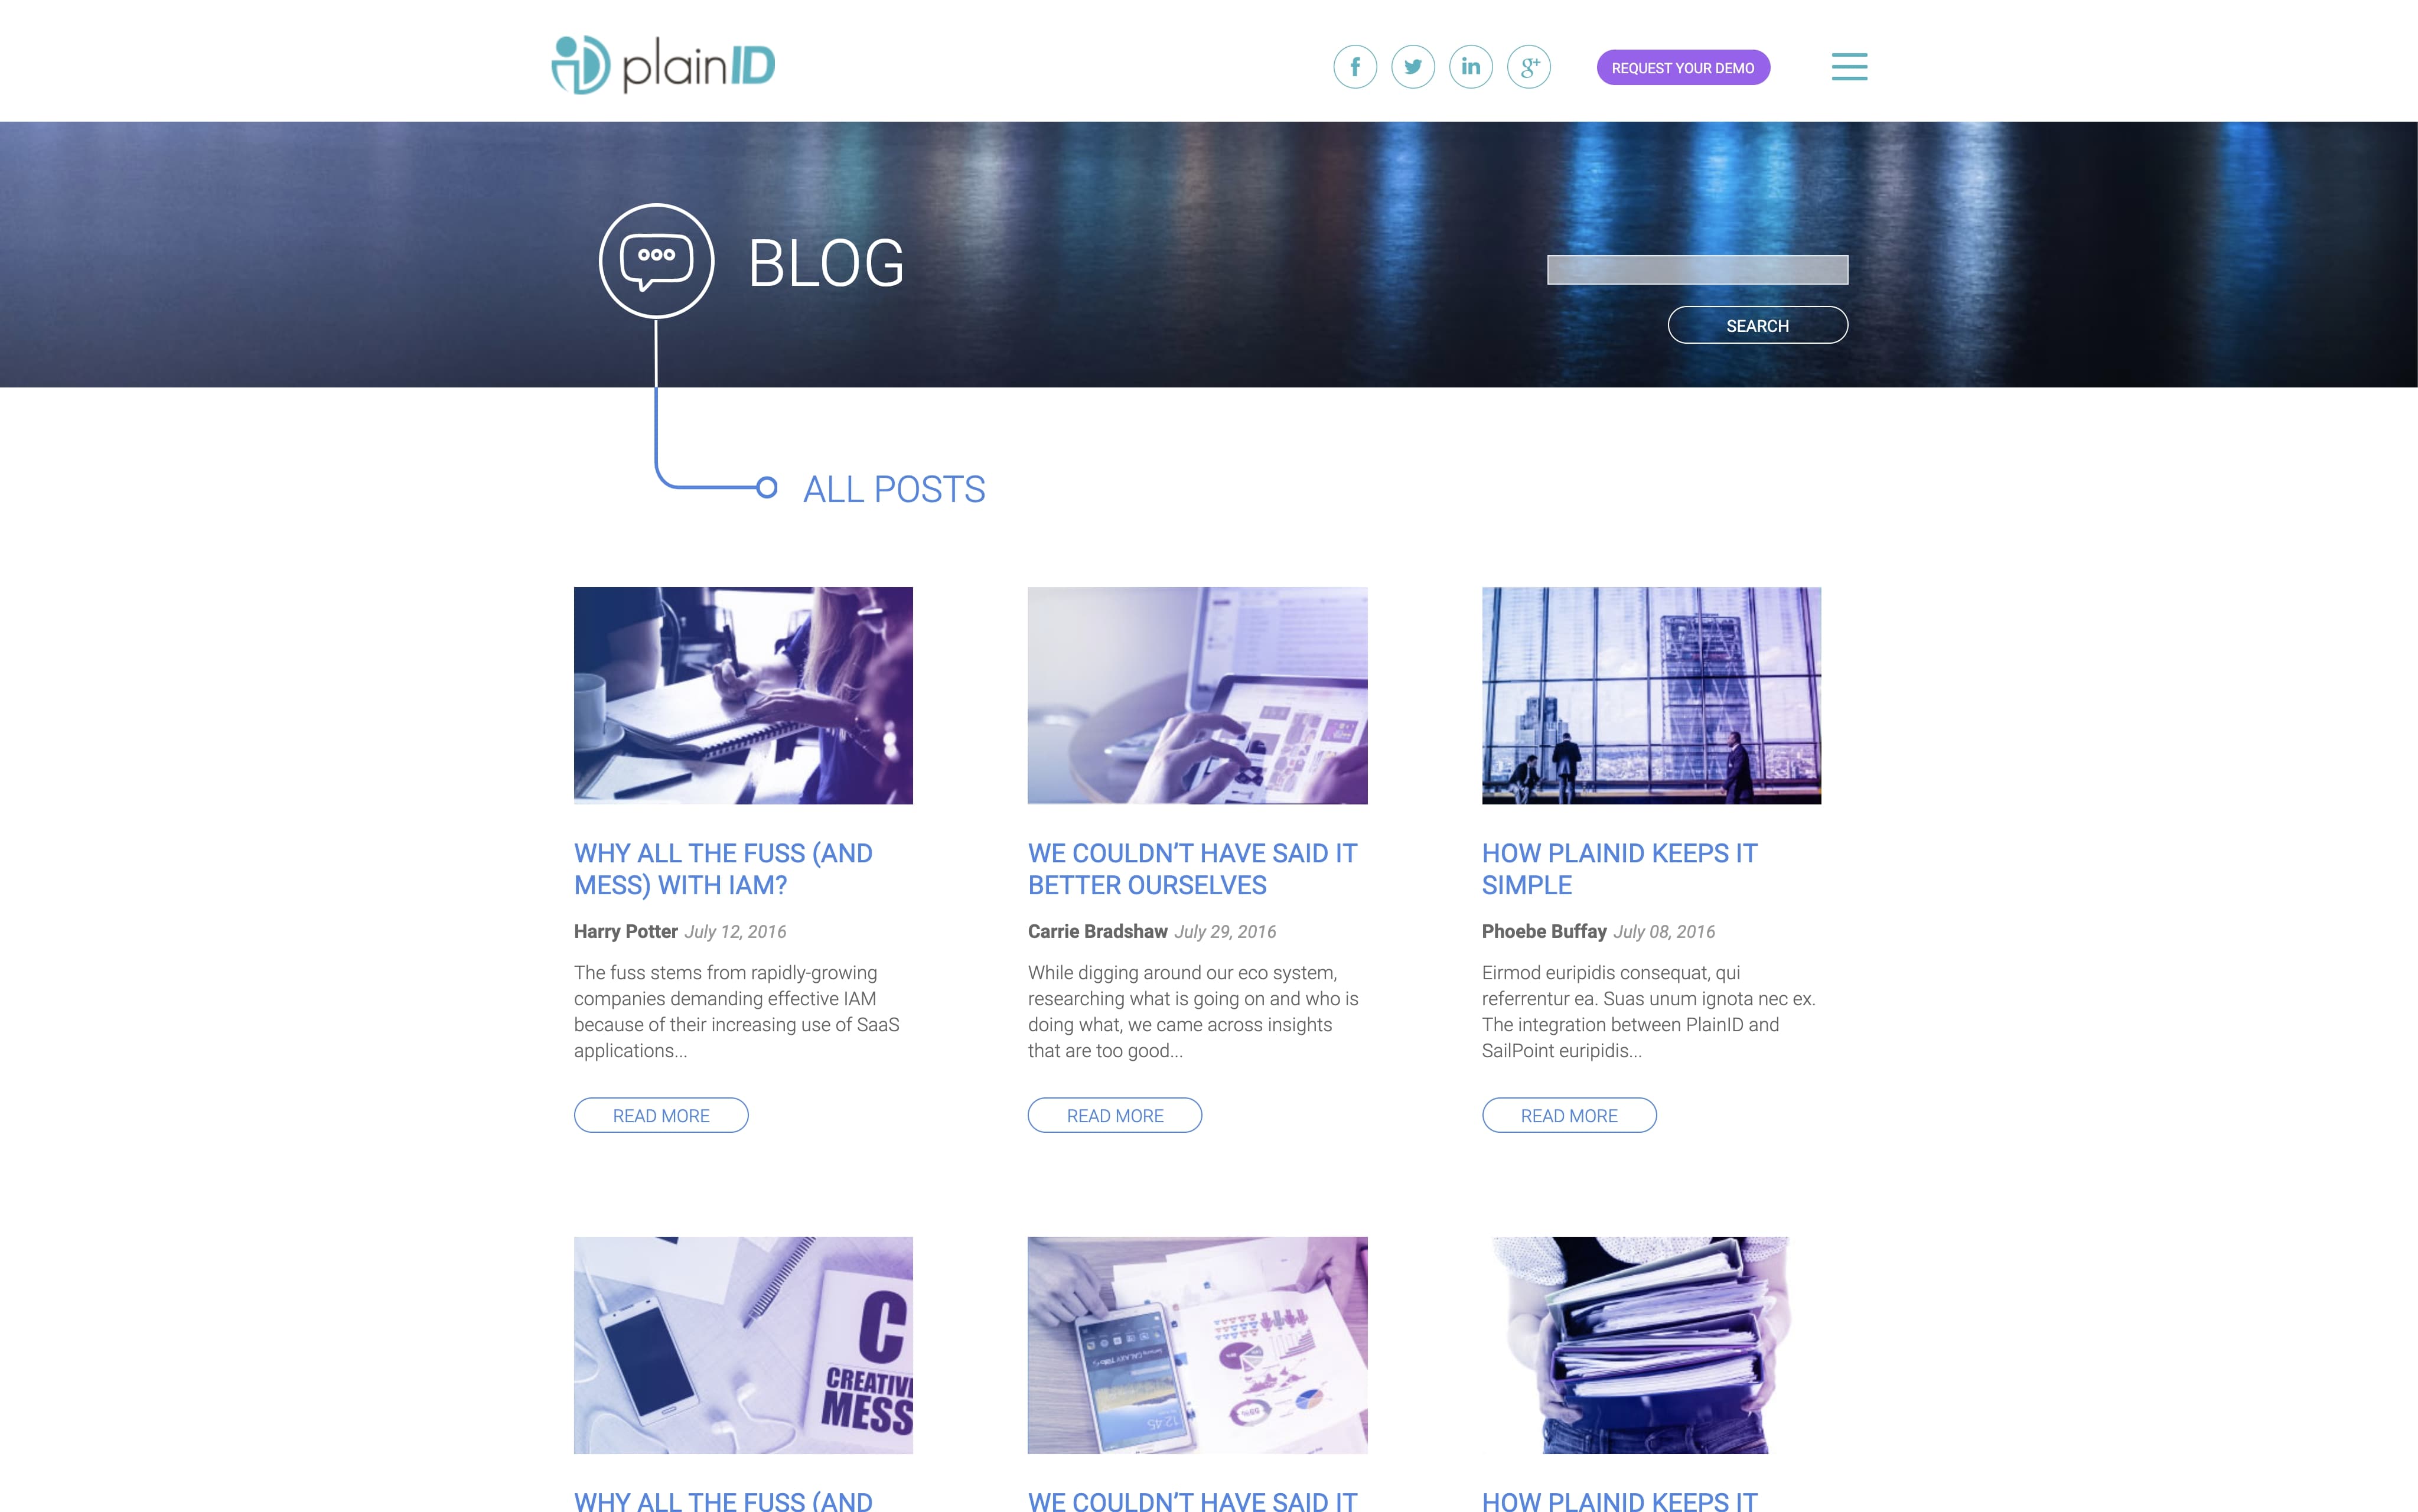 plainID
REQUEST YOUR DEMO
BLOG
SEARCH
ALL POSTS
WHY ALL THE FUSS (AND
MESS) WITH IAM?
Harry Potter July 12, 2016
The fuss stems from rapidly-growing
companies demanding effective IAM
because of their increasing use of SaaS
applications...
READ MORE
WE COULDN’T HAVE SAID IT
BETTER OURSELVES
Carrie Bradshaw July 29, 2016
While digging around our eco system,
researching what is going on and who is
doing what, we came across insights
that are too good...
READ MORE
HOW PLAINID KEEPS IT
SIMPLE
Phoebe Buffay July 08, 2016
Eirmod euripidis consequat, qui
referrentur ea. Suas unum ignota nec ex.
The integration between PlainID and
SailPoint euripidis...
READ MORE
C
CREATIV
MESS
12:45
WHY ALL THE FUSS (AND
WE COULDN’T HAVE SAID IT
HOW PLAINID KEEPS IT